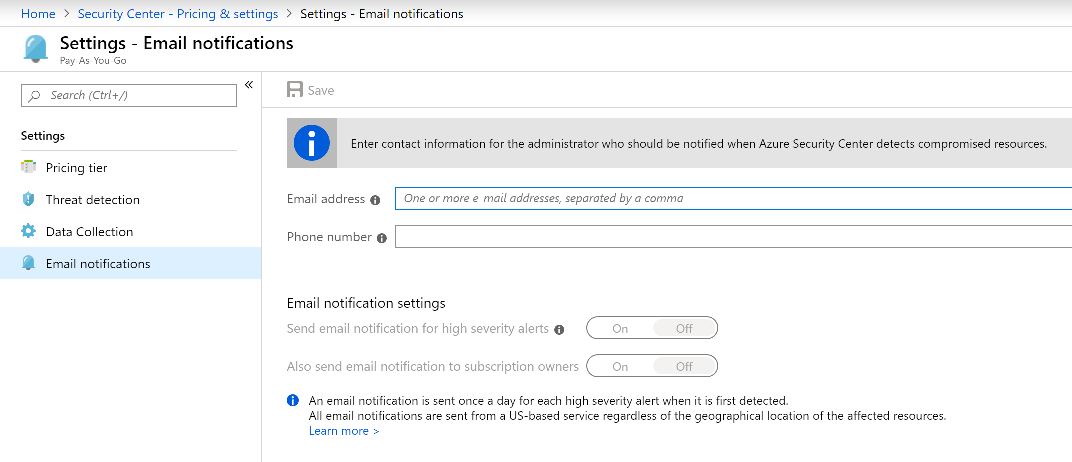 Home > Security Center - Pricing & settings > Settings - Email notifications
Settings - Email notifications
Pay As You Go
Search (Ctrl+/)
«
Settings
Pricing tier
Threat detection
Data Collection
Email notifications
Save
Enter contact information for the administrator who should be notified when Azure Security Center detects compromised resources.
Email address
One or more e mail addresses, separated by a comma
Phone number
Email notification settings
Send email notification for high severity alerts
On Off
Also send email notification to subscription owners
On Off
An email notification is sent once a day for each high severity alert when it is first detected.
All email notifications are sent from a US-based service regardless of the geographical location of the affected resources.
Learn more >